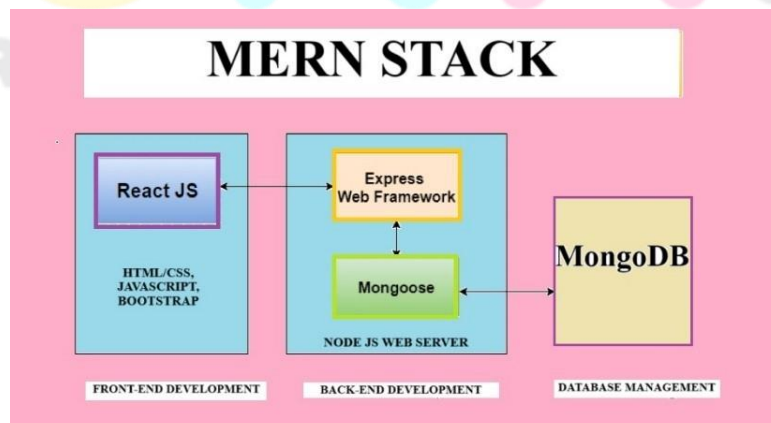 MERN STACK
React JS
HTML/CSS,
JAVASCRIPT,
BOOTSTRAP
Express
Web Framework
Mongoose
NODE JS WEB SERVER
MongoDB
FRONT-END DEVELOPMENT
BACK-END DEVELOPMENT
DATABASE MANAGEMENT